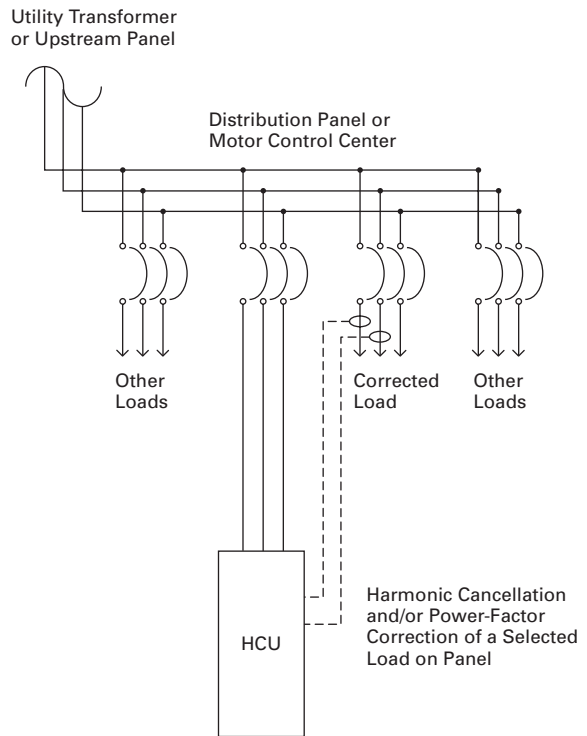 Utility Transformer
or Upstream Panel
Distribution Panel or
Motor Control Center
Other
Loads
Corrected
Load
Other
Loads
HCU
Harmonic Cancellation
and/or Power-Factor
Correction of a Selected
Load on Panel